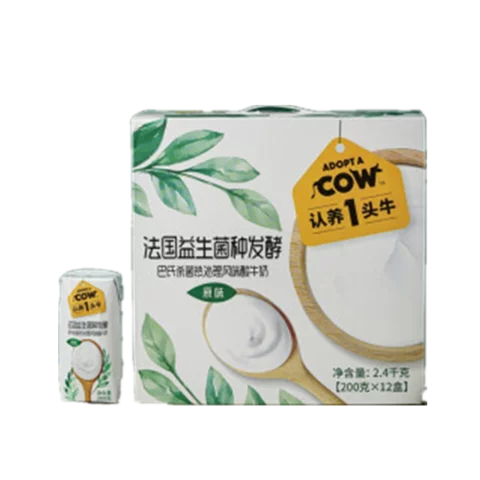 ADOPT A
COW
认养1头牛
法国益生菌种发酵
巴氏杀菌热处理风味酸牛奶
原味
净含量：2.4千克
【200克×12盒】
ADOPT A
COW
认养1头牛
法国益生菌种发酵